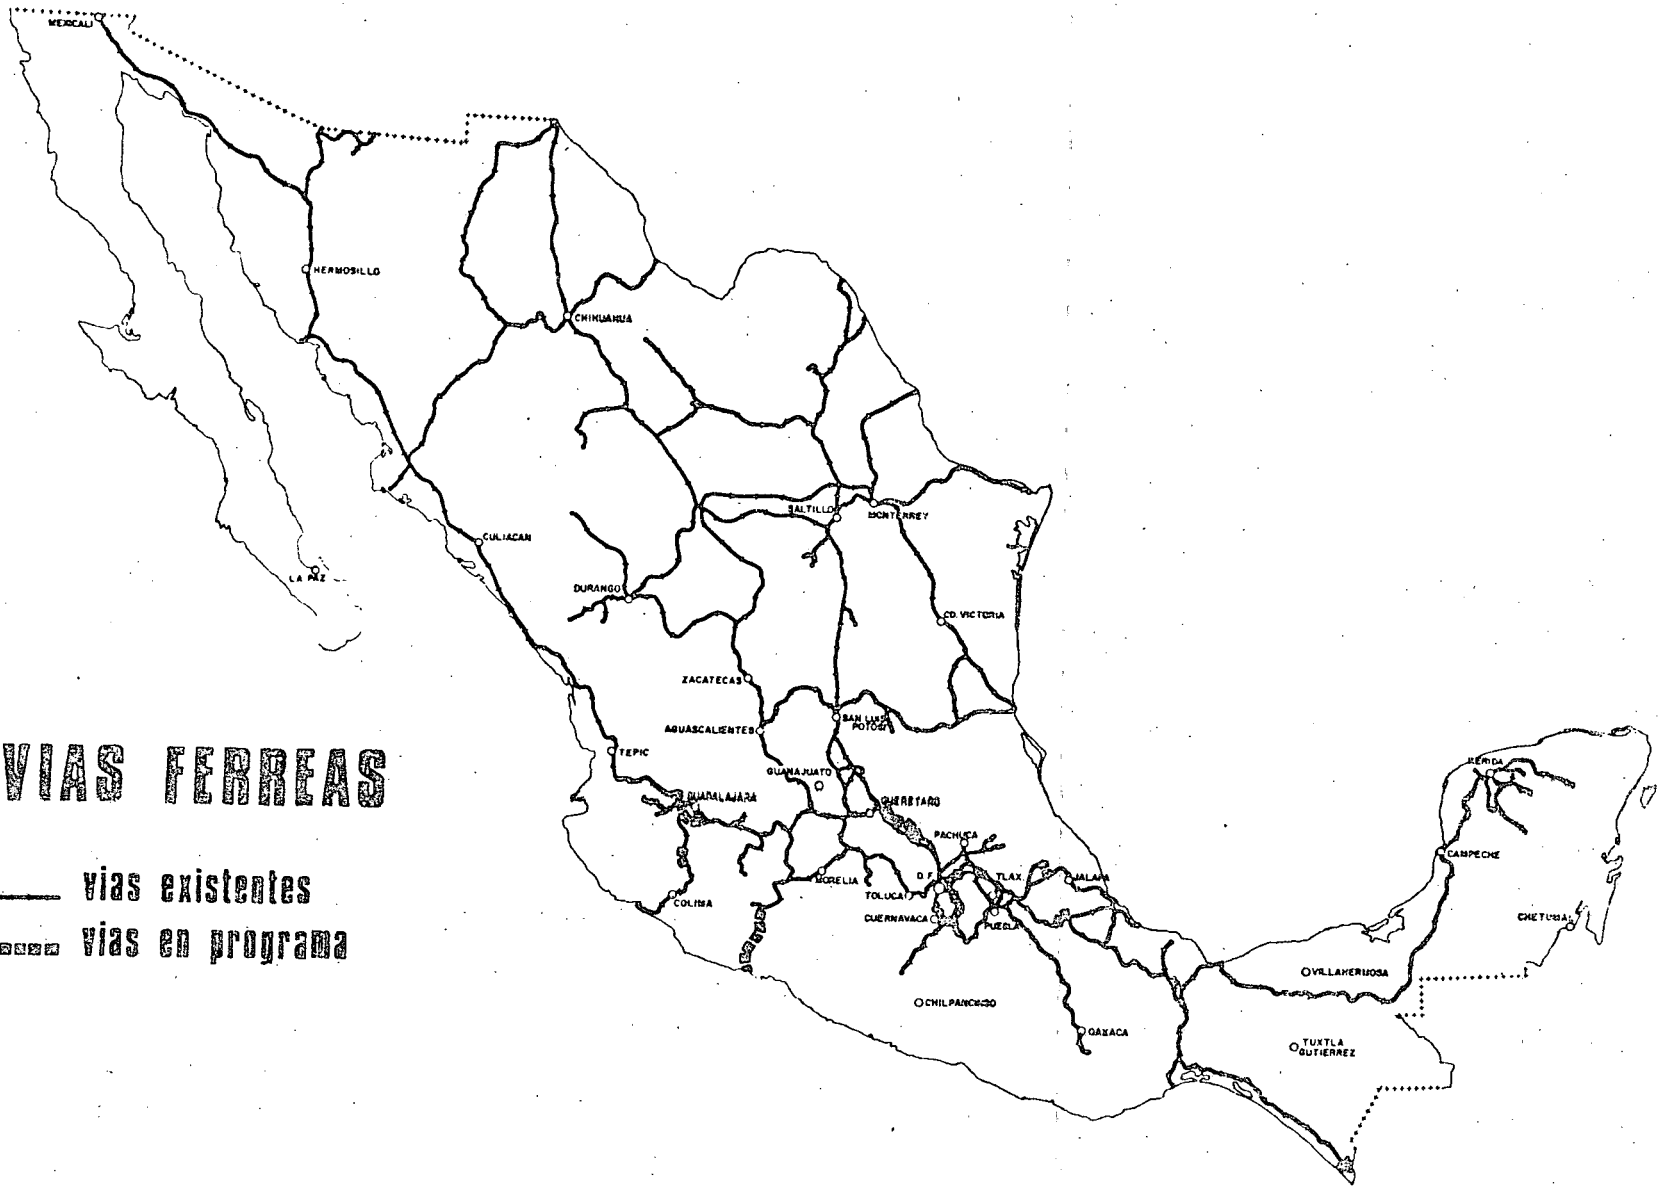 MEXICALI
HERMOSILLO
CHIHUAHUA
SALTILLO
MONTERREY
CULIACAN
LA PAZ
DURANGO
CD. VICTORIA
ZACATECAS
AGUASCALIENTES
SAN LUIS
POTOSI
TEPIC
GUANAJUATO
GUADALAJARA
QUERETARO
PACHUCA
MERIDA
CAMPECHE
MORELIA
D.F.
TLAX.
JALAPA
TOLUCA
COLIMA
CUERNAVACA
PUEBLA
CHETUMAL
VILLAHERMOSA
CHILPANCINGO
OAXACA
TUXTLA
GUTIERREZ
VIAS FERREAS
vias existentes
vias en programa